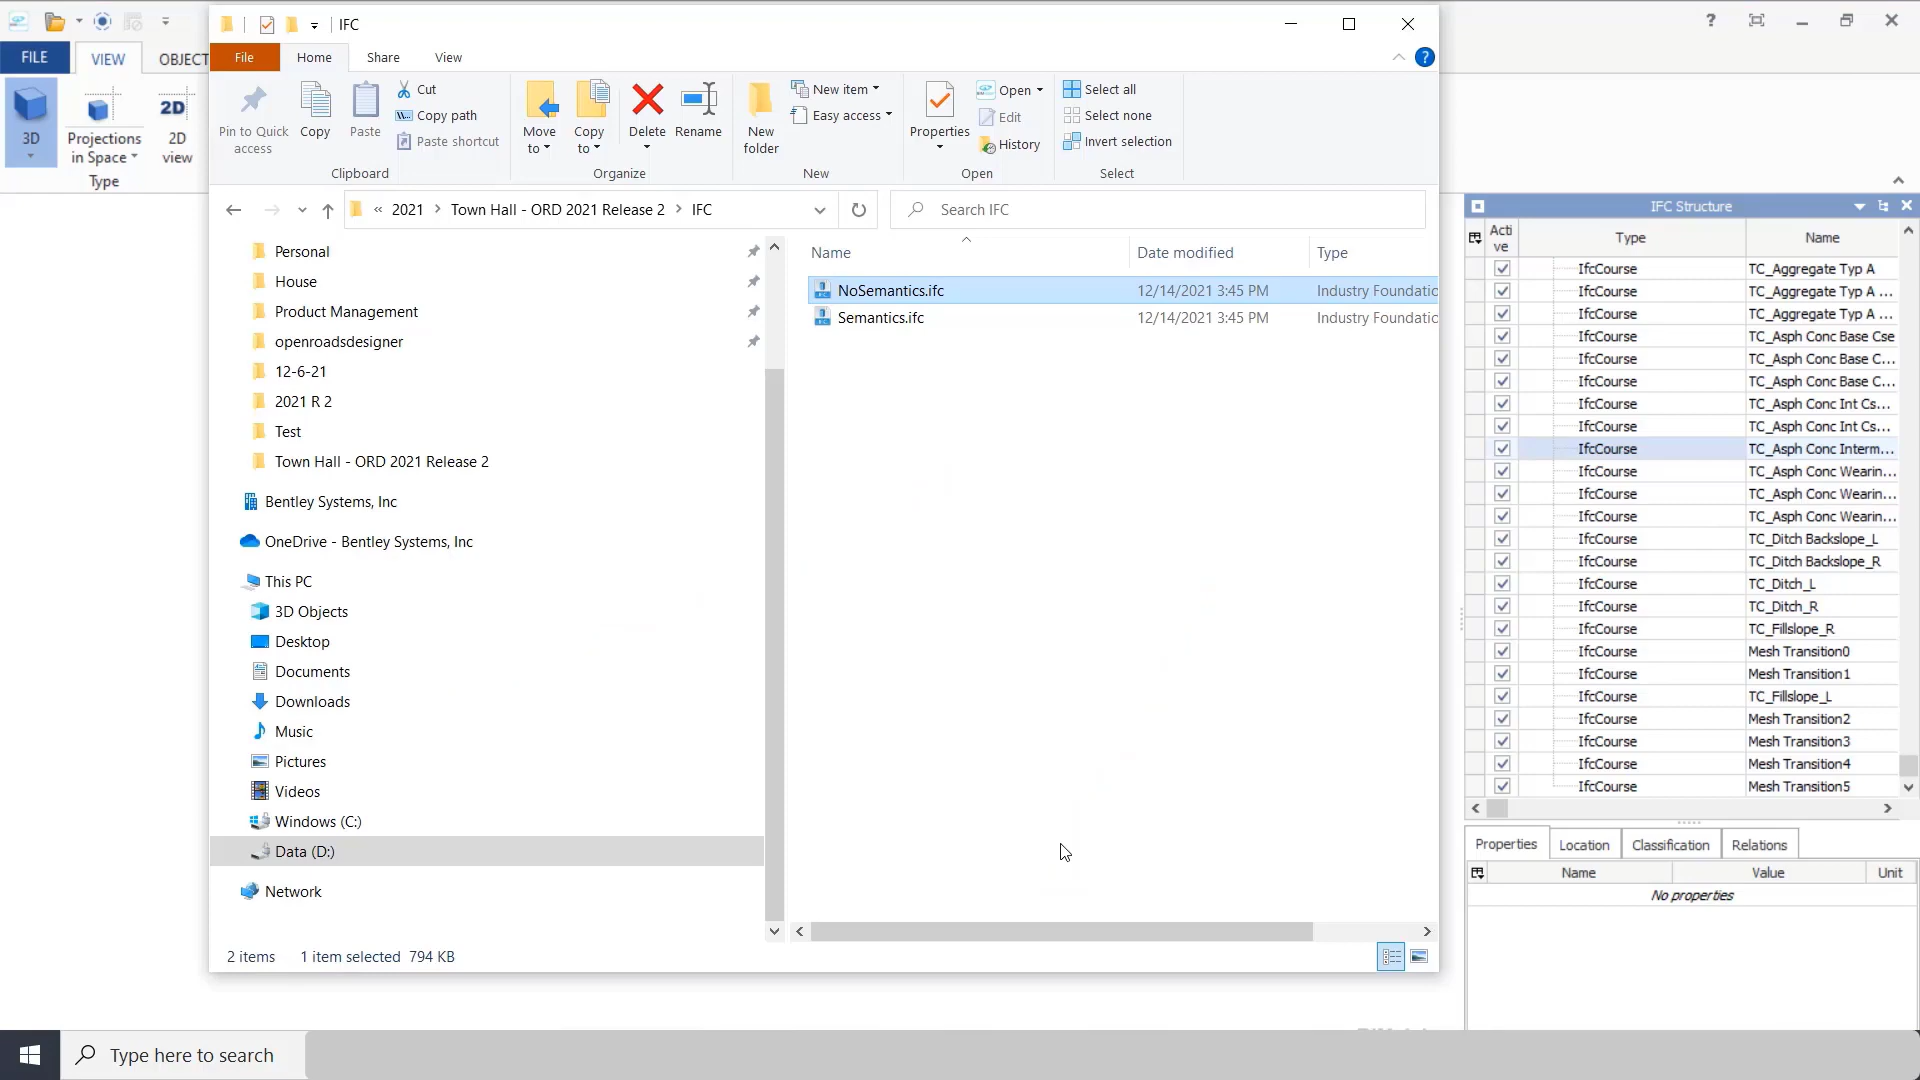 IFC
FILE
VIEW
OBJECT
File
Home
Share
View
3D
Projections
in Space
2D
2D
view
Type
Pin to Quick
access
Copy
Paste
Cut
Copy path
Paste shortcut
Clipboard
Move
to
Copy
to
Delete
Rename
Organize
New
folder
New item
Easy access
New
Properties
Open
Edit
History
Open
Select all
Select none
Invert selection
Select
« 2021 > Town Hall - ORD 2021 Release 2 > IFC
Search IFC
Personal
House
Product Management
openroadsdesigner
12-6-21
2021 R 2
Test
Town Hall - ORD 2021 Release 2
Bentley Systems, Inc
OneDrive - Bentley Systems, Inc
This PC
3D Objects
Desktop
Documents
Downloads
Music
Pictures
Videos
Windows (C:)
Data (D:)
Network
Name Date modified Type
NoSemantics.ifc 12/14/2021 3:45 PM Industry Foundatic
Semantics.ifc 12/14/2021 3:45 PM Industry Foundatic
2 items 1 item selected 794 KB
IFC Structure
Acti
ve
Type Name
IfcCourse TC_Aggregate Typ A
IfcCourse TC_Aggregate Typ A ...
IfcCourse TC_Aggregate Typ A ...
IfcCourse TC_Asph Conc Base Cse
IfcCourse TC_Asph Conc Base C...
IfcCourse TC_Asph Conc Base C...
IfcCourse TC_Asph Conc Int Cs...
IfcCourse TC_Asph Conc Int Cs...
IfcCourse TC_Asph Conc Interm...
IfcCourse TC_Asph Conc Wearin...
IfcCourse TC_Asph Conc Wearin...
IfcCourse TC_Asph Conc Wearin...
IfcCourse TC_Ditch Backslope_L
IfcCourse TC_Ditch Backslope_R
IfcCourse TC_Ditch_L
IfcCourse TC_Ditch_R
IfcCourse TC_Fillslope_R
IfcCourse Mesh Transition0
IfcCourse Mesh Transition1
IfcCourse TC_Fillslope_L
IfcCourse Mesh Transition2
IfcCourse Mesh Transition3
IfcCourse Mesh Transition4
IfcCourse Mesh Transition5
Properties Location Classification Relations
Name Value Unit
No properties
Type here to search